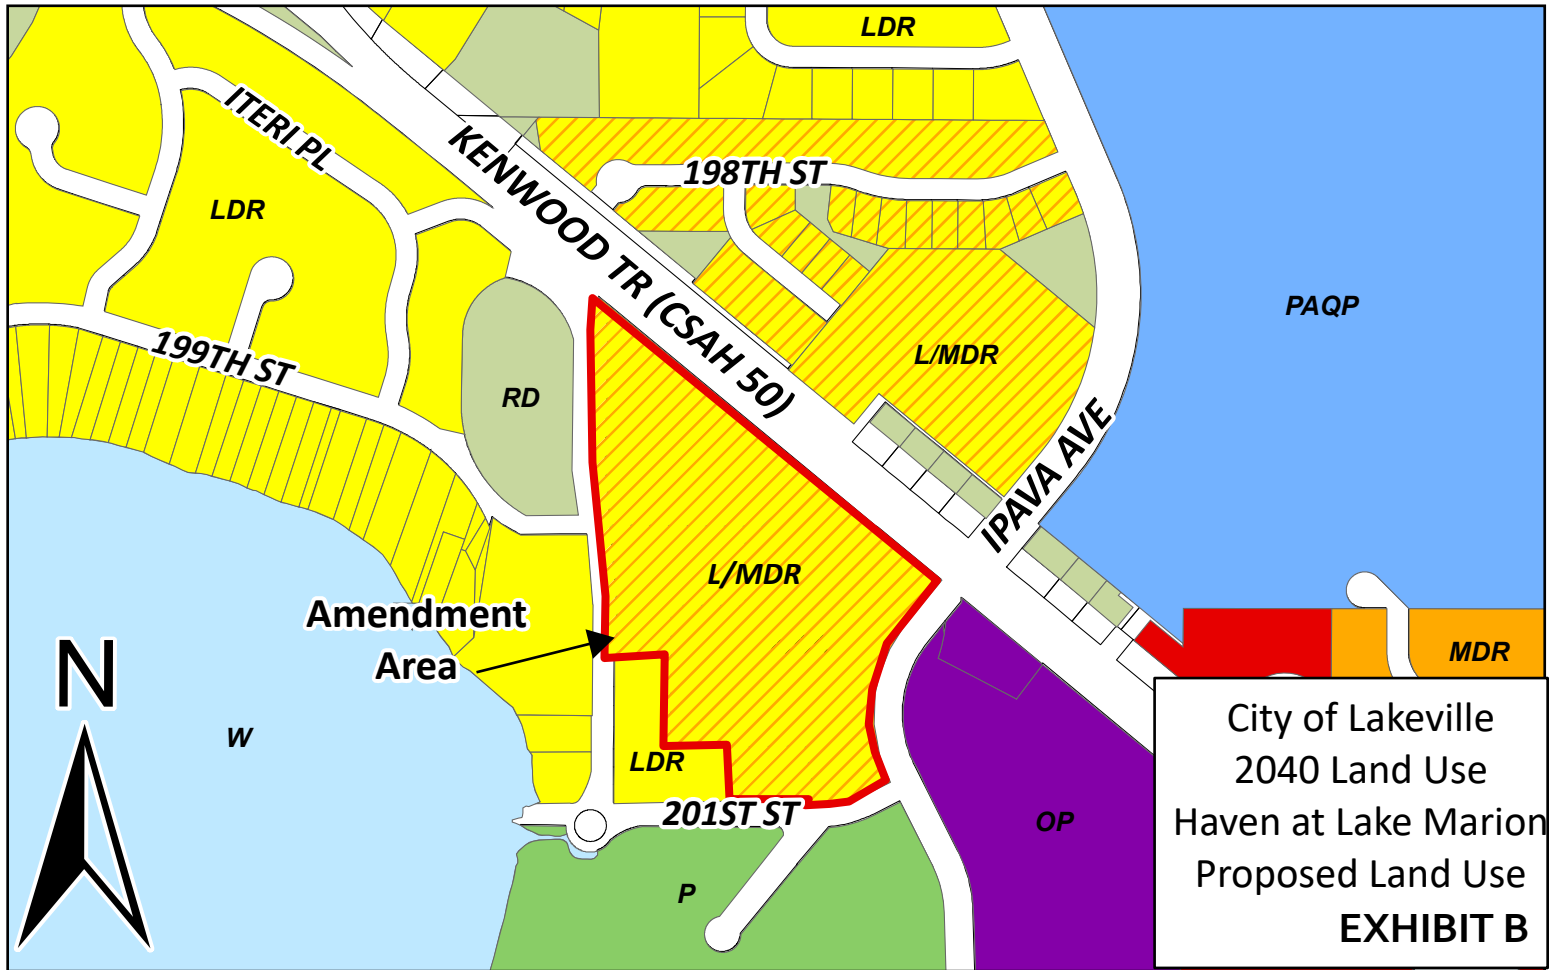 LDR
ITERI PL
KENWOOD TR (CSAH 50)
198TH ST
LDR
PAQP
199TH ST
L/MDR
RD
IPAVA AVE
L/MDR
Amendment
Area
N
MDR
W
LDR
201ST ST
OP
P
City of Lakeville
2040 Land Use
Haven at Lake Marion
Proposed Land Use
EXHIBIT B